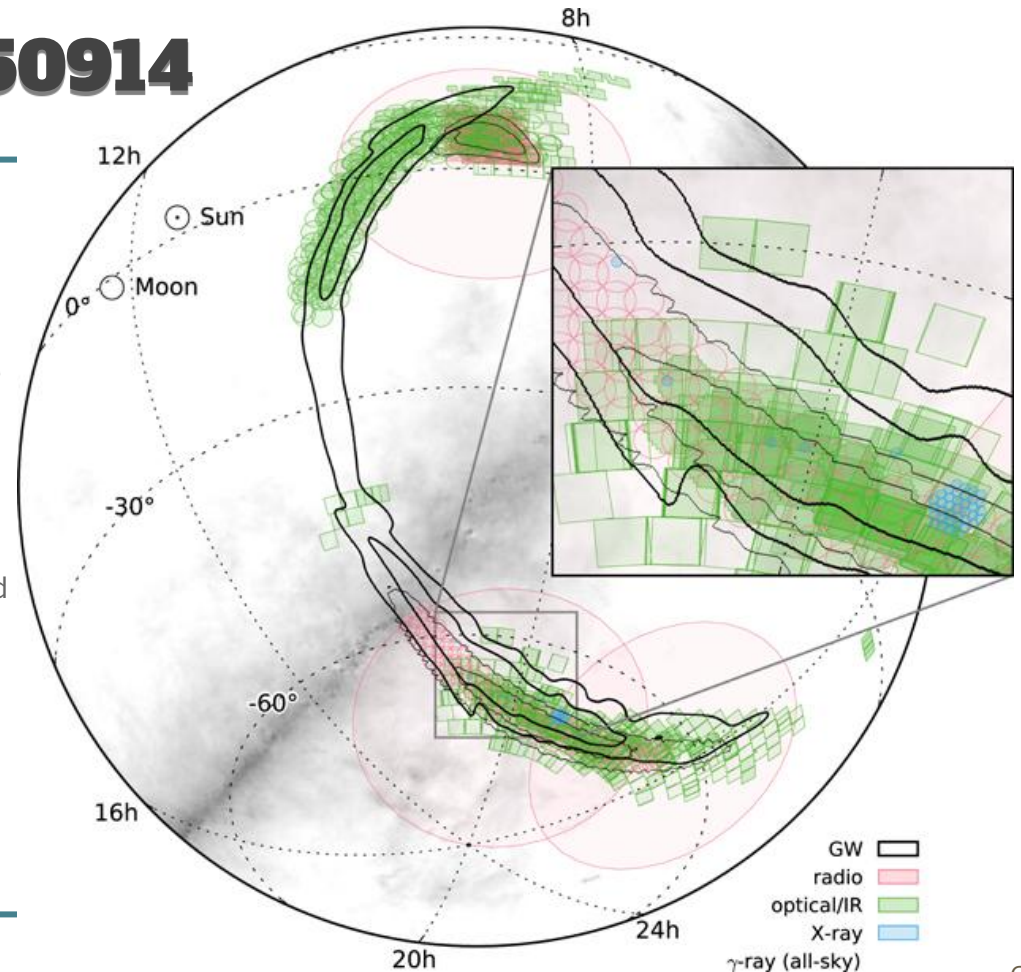 50914
8h
12h
Sun
Moon
0°
-30°
-60°
16h
20h
24h
GW
radio
optical/IR
X-ray
γ-ray (all-sky)